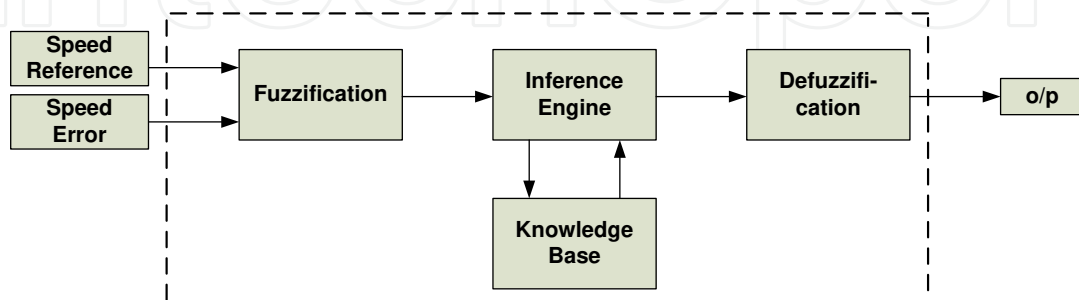 Speed
Reference
Speed
Error
Fuzzification
Inference
Engine
Defuzzifi-
cation
o/p
Knowledge
Base